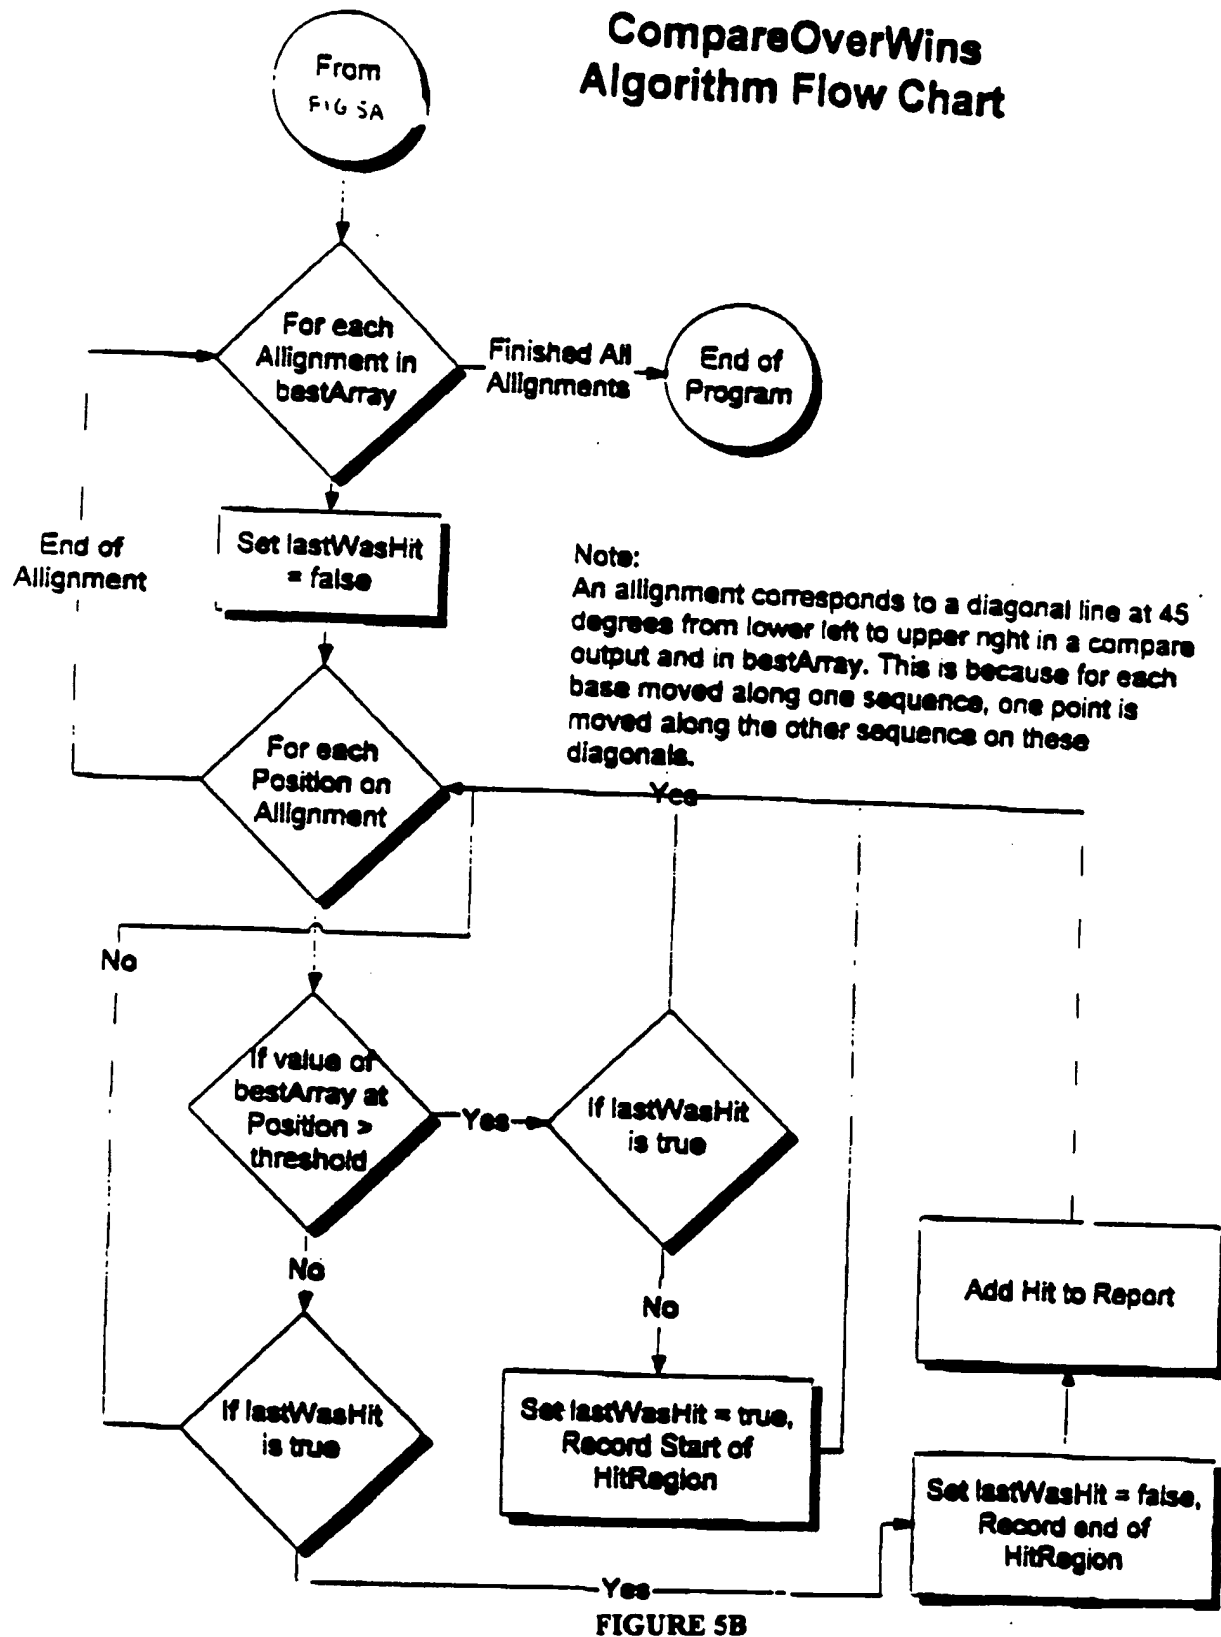 CompareOverWins
Algorithm Flow Chart
From
FIG 5A
For each
Allignment in
bestArray
Finished All
Allignments
End of
Program
End of
Allignment
Set lastWasHit
= false
Note:
An allignment corresponds to a diagonal line at 45
degrees from lower left to upper right in a compare
output and in bestArray. This is because for each
base moved along one sequence, one point is
moved along the other sequence on these
diagonals.
For each
Position on
Allignment
Yes
No
If value of
bestArray at
Position >
threshold
Yes
If lastWasHit
is true
No
No
Add Hit to Report
If lastWasHit
is true
Set lastWasHit = true,
Record Start of
HitRegion
Set lastWasHit = false,
Record end of
HitRegion
Yes
FIGURE 5B